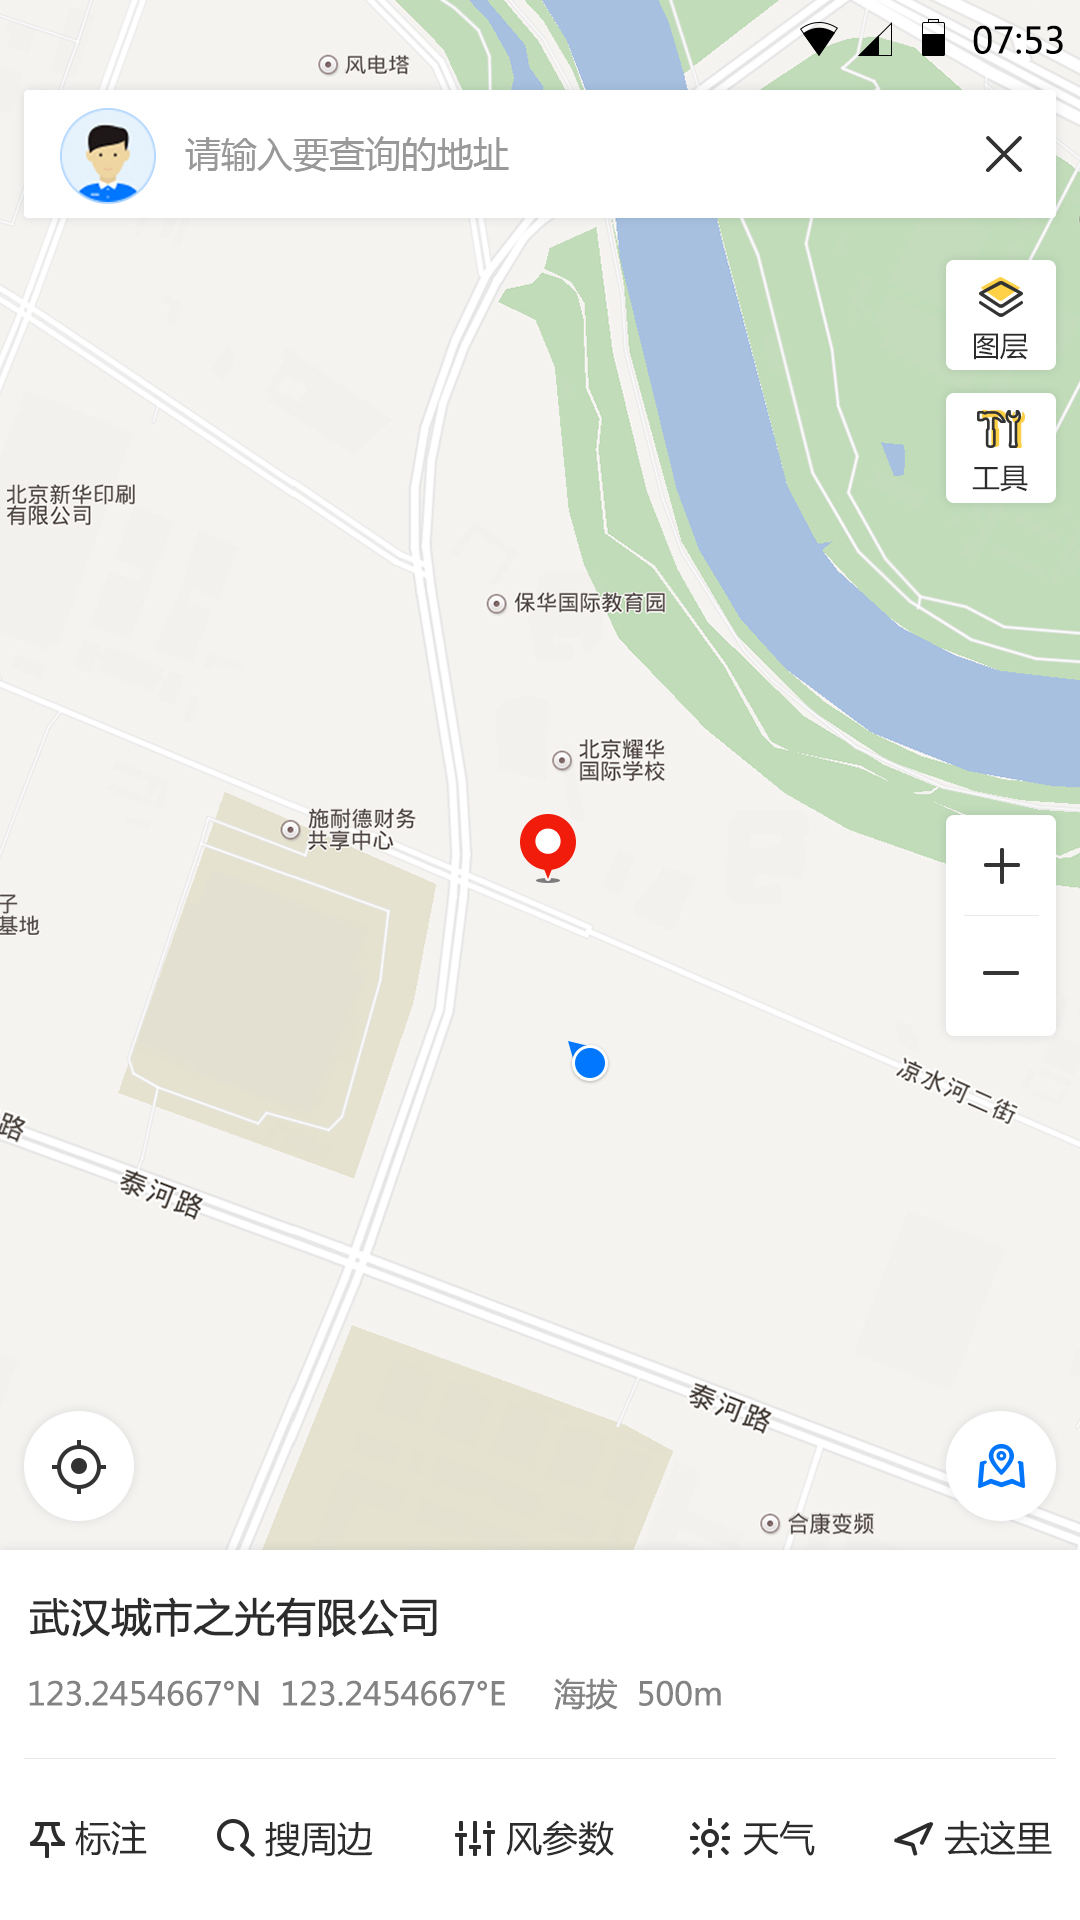 07:53
风电塔
请输入要查询的地址
图层
工具
北京新华印刷
有限公司
保华国际教育园
北京耀华
国际学校
施耐德财务
共享中心
子
基地
凉水河二街
路
泰河路
泰河路
合康变频
武汉城市之光有限公司
123.2454667°N 123.2454667°E 海拔 500m
标注 搜周边 风参数 天气 去这里